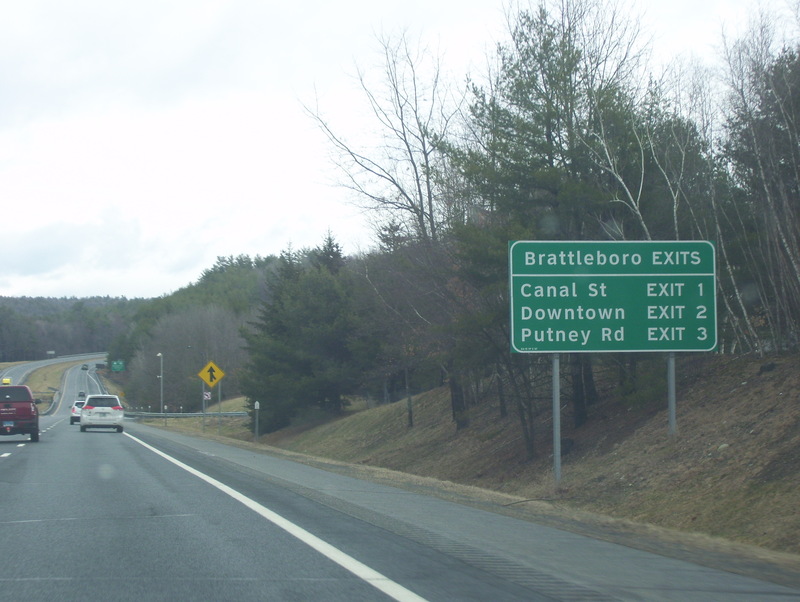 Brattleboro EXITS
Canal St EXIT 1
Downtown EXIT 2
Putney Rd EXIT 3